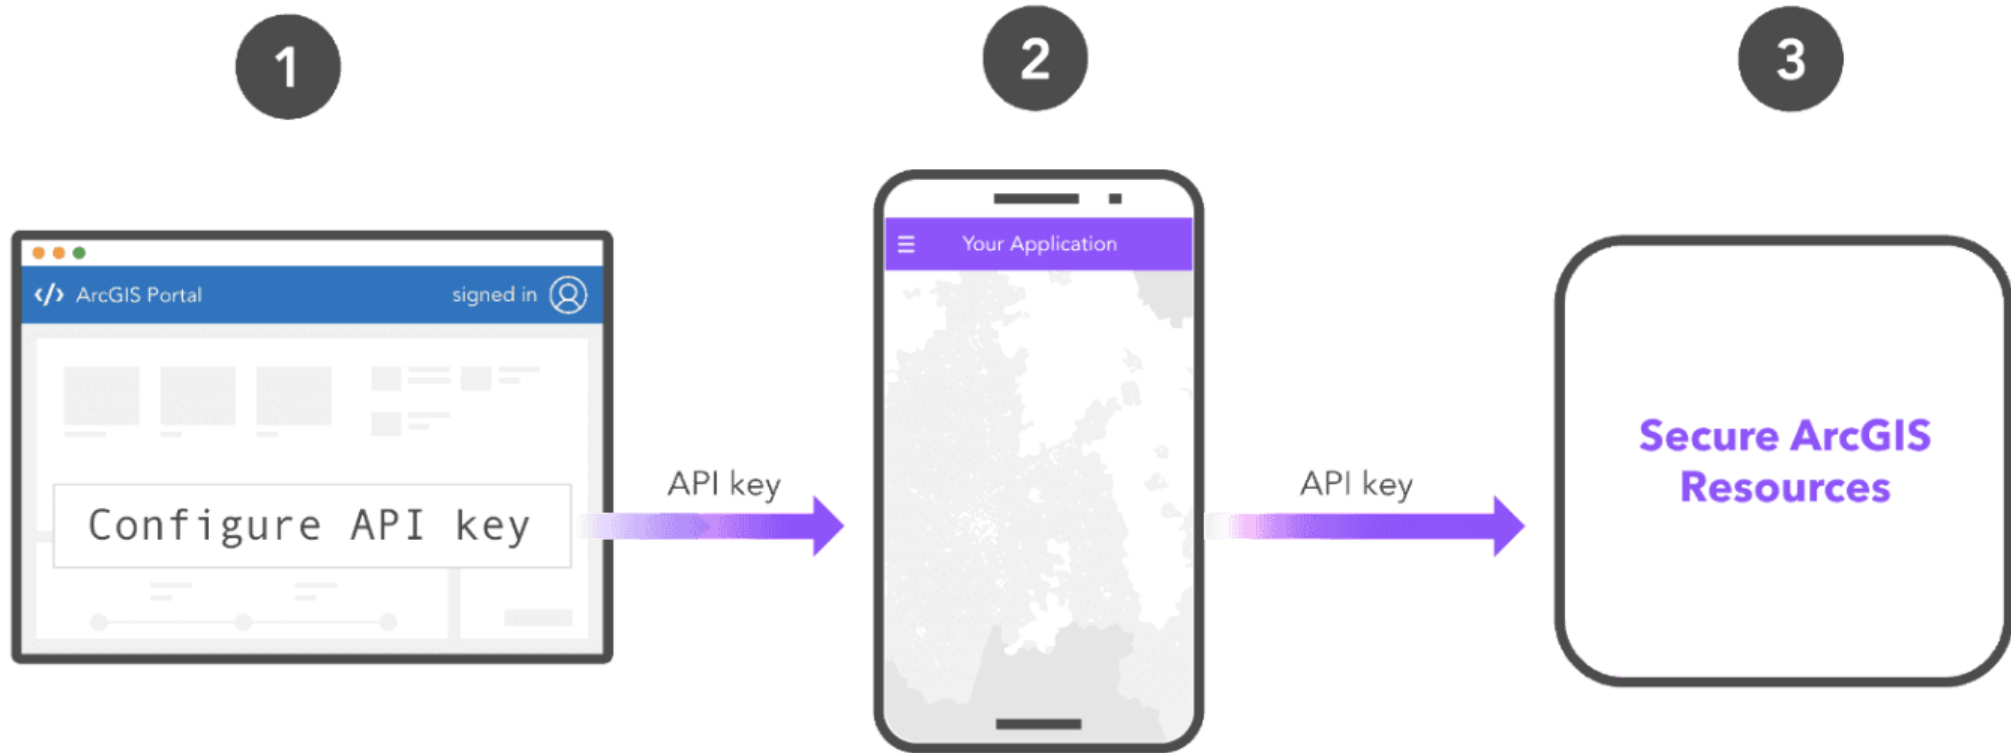 1
2
3
Your Application
</> ArcGIS Portal
signed in
Configure API key
API key
API key
Secure ArcGIS
Resources